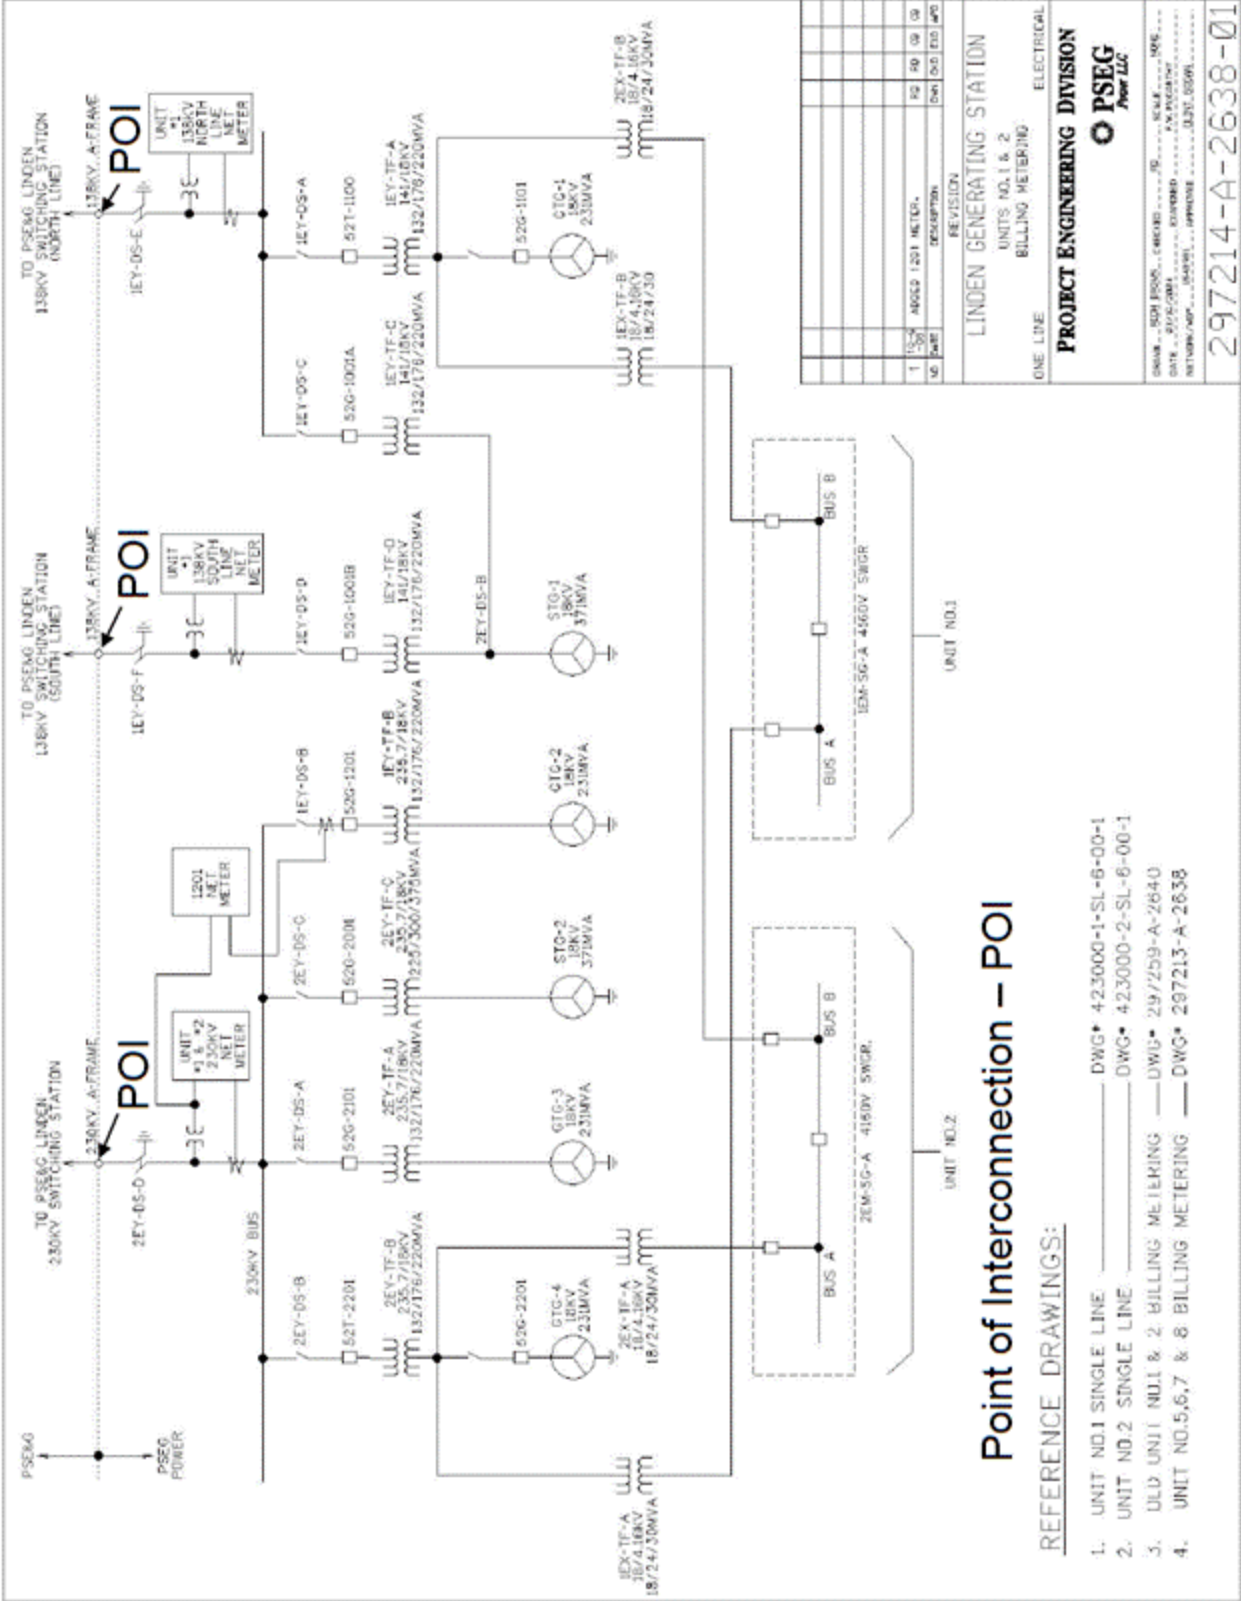 PSE&G
PSEG
POWER
TO PSE&G LINDEN
230KV SWITCHING STATION
230KV A-FRAME
POI
2EY-DS-D
UNIT
#1 & #2
230KV
NET
METER
1201
NET
METER
TO PSE&G LINDEN
138KV SWITCHING STATION
(SOUTH LINE)
138KV A-FRAME
POI
1EY-DS-F
UNIT
#1
138KV
SOUTH
LINE
NET
METER
TO PSE&G LINDEN
138KV SWITCHING STATION
(NORTH LINE)
138KV A-FRAME
POI
1EY-DS-E
UNIT
#1
138KV
NORTH
LINE
NET
METER
230KV BUS
2EY-DS-B
52T-2201
2EY-TF-B
235.7/18KV
132/176/220MVA
2EY-DS-A
52G-2101
2EY-TF-A
235.7/18KV
132/176/220MVA
2EY-DS-C
52G-2001
2EY-TF-C
235.7/18KV
225/300/375MVA
1EY-DS-B
52G-1201
1EY-TF-B
235.7/18KV
132/176/220MVA
1EY-DS-D
52G-1001B
1EY-TF-D
141/18KV
132/176/220MVA
1EY-DS-C
52G-1001A
1EY-TF-C
141/18KV
132/176/220MVA
1EY-DS-A
52T-1100
1EY-TF-A
141/18KV
132/176/220MVA
2EY-DS-B
52G-2201
GTG-4
18KV
231MVA
GTG-3
18KV
231MVA
STG-2
18KV
371MVA
GTG-2
18KV
231MVA
STG-1
18KV
371MVA
52G-1101
GTG-1
18KV
231MVA
1EX-TF-A
18/4.16KV
18/24/30MVA
2EX-TF-A
18/4.16KV
18/24/30MVA
1EX-TF-B
18/4.16KV
18/24/30
2EX-TF-B
18/4.16KV
18/24/30MVA
BUS A
BUS B
2EM-SG-A 4160V SWGR.
UNIT NO.2
BUS A
BUS B
1EM-SG-A 4160V SWGR
UNIT NO.1
Point of Interconnection – POI
REFERENCE DRAWINGS:
1. UNIT NO.1 SINGLE LINE DWG# 423000-1-SL-6-00-1
2. UNIT NO.2 SINGLE LINE DWG# 423000-2-SL-6-00-1
3. OLD UNIT NO.1 & 2 BILLING METERING DWG# 297259-A-2640
4. UNIT NO.5,6,7 & 8 BILLING METERING DWG# 297213-A-2638
1 ADDED 1201 METER.
NO DATE DESCRIPTION
REVISION
LINDEN GENERATING STATION
UNITS NO.1 & 2
BILLING METERING
ONE LINE ELECTRICAL
PROJECT ENGINEERING DIVISION
PSEG
Power LLC
DATE
297214-A-2638-01